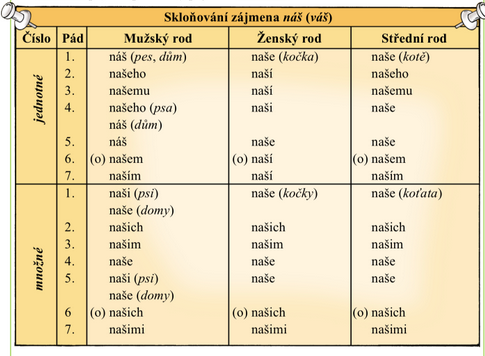 Skloňování zájmena náš (váš)
Číslo Pád Mužský rod Ženský rod Střední rod
jednotné
1. náš (pes, dům) naše (kočka) naše (kotě)
2. našeho naší našeho
3. našemu naší našemu
4. našeho (psa) naši naše
náš (dům)
5. náš naše naše
6. (o) našem (o) naší (o) našem
7. naším naší naším
množné
1. naši (psi) naše (kočky) naše (koťata)
naše (domy)
2. našich našich našich
3. našim našim našim
4. naše naše naše
5. naši (psi) naše naše
naše (domy)
6 (o) našich (o) našich (o) našich
7. našimi našimi našimi